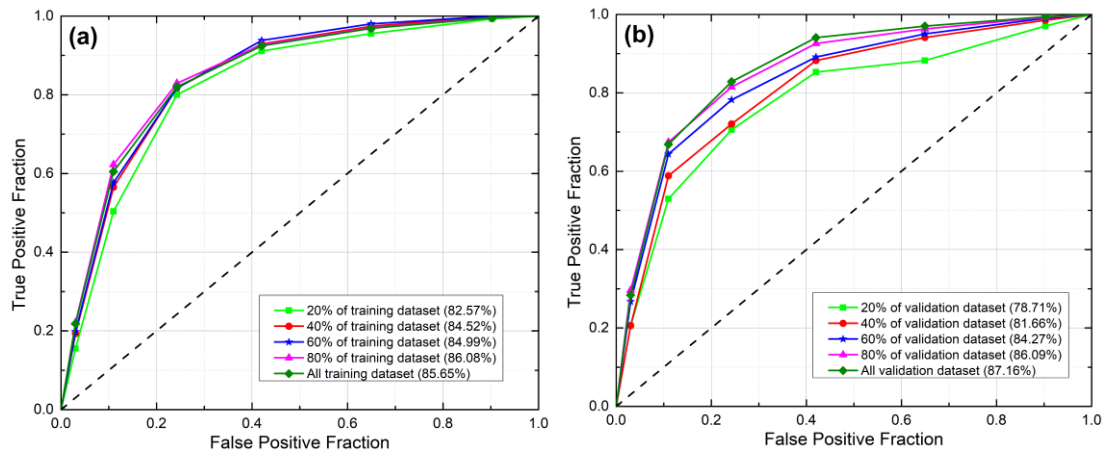 (a)
1.0
0.8
0.6
0.4
0.2
0.0
True Positive Fraction
20% of training dataset (82.57%)
40% of training dataset (84.52%)
60% of training dataset (84.99%)
80% of training dataset (86.08%)
All training dataset (85.65%)
0.0 0.2 0.4 0.6 0.8 1.0
False Positive Fraction
(b)
1.0
0.8
0.6
0.4
0.2
0.0
True Positive Fraction
20% of validation dataset (78.71%)
40% of validation dataset (81.66%)
60% of validation dataset (84.27%)
80% of validation dataset (86.09%)
All validation dataset (87.16%)
0.0 0.2 0.4 0.6 0.8 1.0
False Positive Fraction